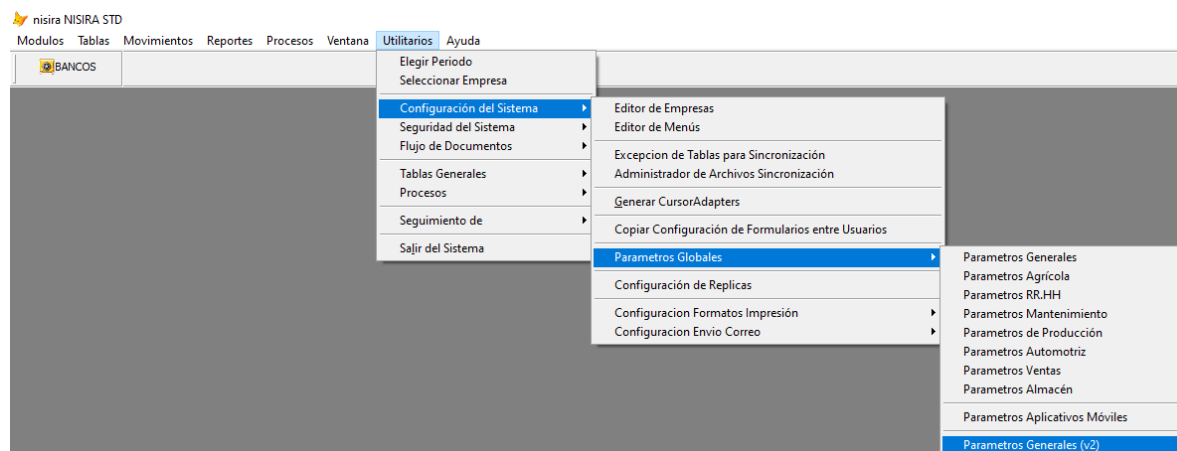 nisira NISIRA STD
Modulos Tablas Movimientos Reportes Procesos Ventana Utilitarios Ayuda
BANCOS
Elegir Periodo
Seleccionar Empresa
Configuración del Sistema
Seguridad del Sistema
Flujo de Documentos
Tablas Generales
Procesos
Seguimiento de
Salir del Sistema
Editor de Empresas
Editor de Menús
Excepcion de Tablas para Sincronización
Administrador de Archivos Sincronización
Generar CursorAdapters
Copiar Configuración de Formularios entre Usuarios
Parametros Globales
Configuración de Replicas
Configuracion Formatos Impresión
Configuracion Envio Correo
Parametros Generales
Parametros Agrícola
Parametros RR.HH
Parametros Mantenimiento
Parametros de Producción
Parametros Automotriz
Parametros Ventas
Parametros Almacén
Parametros Aplicativos Móviles
Parametros Generales (v2)